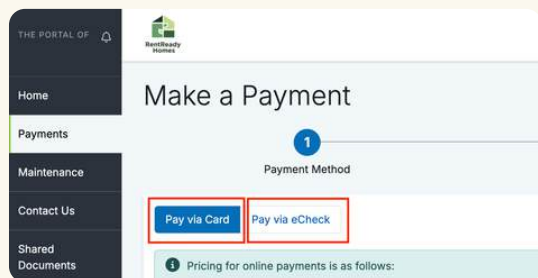 THE PORTAL OF
RentReady
Homes
Home
Payments
Maintenance
Contact Us
Shared
Documents
Make a Payment
1
Payment Method
Pay via Card
Pay via eCheck
Pricing for online payments is as follows: